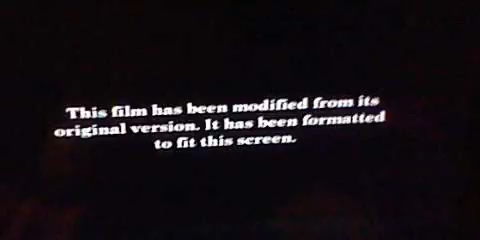 This film has been modified from its
original version. It has been formatted
to fit this screen.